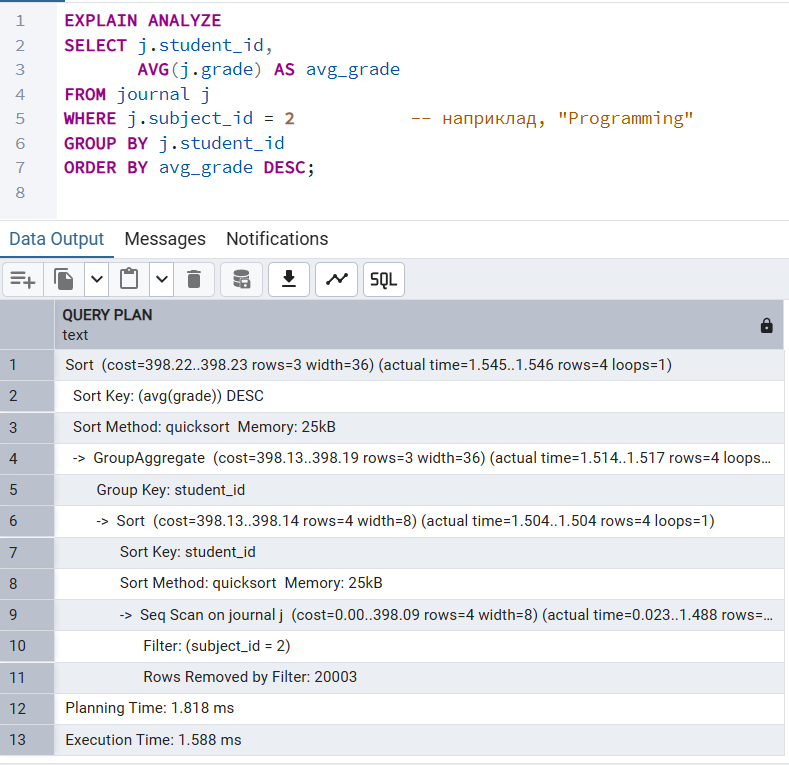 1 EXPLAIN ANALYZE
2 SELECT j.student_id,
3 AVG(j.grade) AS avg_grade
4 FROM journal j
5 WHERE j.subject_id = 2 -- наприклад, "Programming"
6 GROUP BY j.student_id
7 ORDER BY avg_grade DESC;
8
Data Output Messages Notifications
SQL
QUERY PLAN
text
1 Sort (cost=398.22..398.23 rows=3 width=36) (actual time=1.545..1.546 rows=4 loops=1)
2 Sort Key: (avg(grade)) DESC
3 Sort Method: quicksort Memory: 25kB
4 -> GroupAggregate (cost=398.13..398.19 rows=3 width=36) (actual time=1.514..1.517 rows=4 loops...
5 Group Key: student_id
6 -> Sort (cost=398.13..398.14 rows=4 width=8) (actual time=1.504..1.504 rows=4 loops=1)
7 Sort Key: student_id
8 Sort Method: quicksort Memory: 25kB
9 -> Seq Scan on journal j (cost=0.00..398.09 rows=4 width=8) (actual time=0.023..1.488 rows=...
10 Filter: (subject_id = 2)
11 Rows Removed by Filter: 20003
12 Planning Time: 1.818 ms
13 Execution Time: 1.588 ms